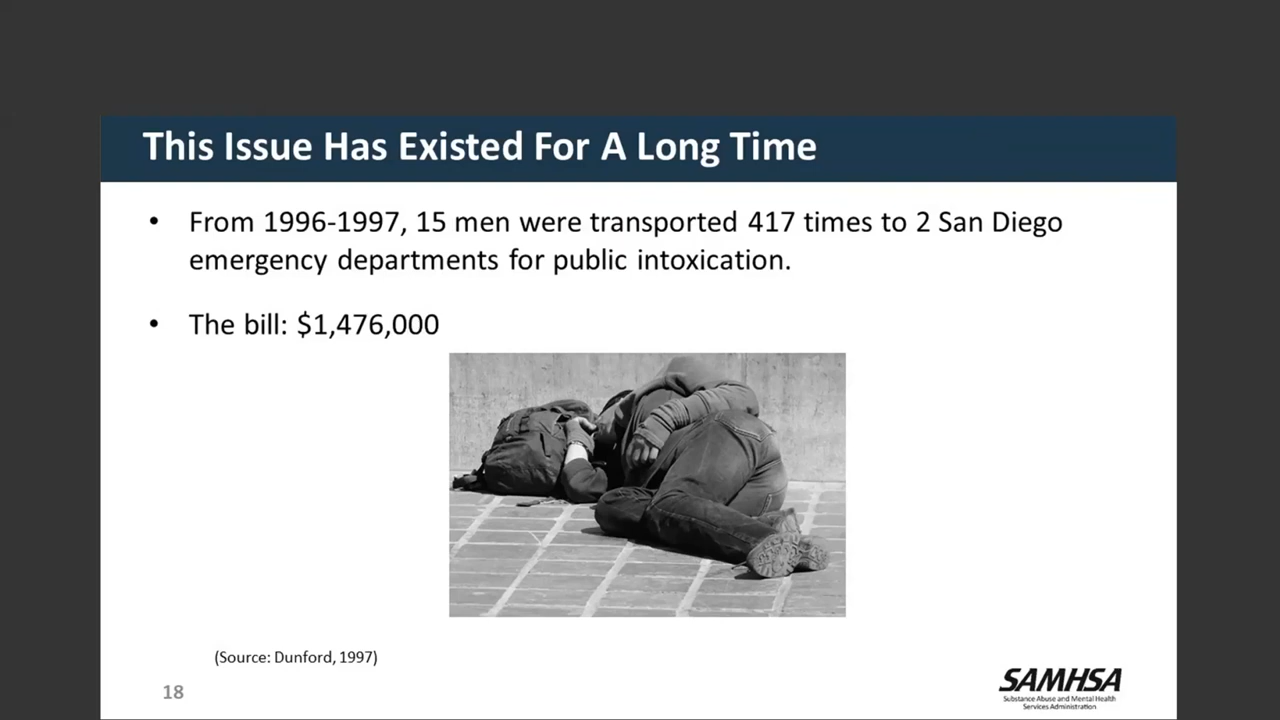 This Issue Has Existed For A Long Time
• From 1996-1997, 15 men were transported 417 times to 2 San Diego
emergency departments for public intoxication.
• The bill: $1,476,000
(Source: Dunford, 1997)
18
SAMHSA
Substance Abuse and Mental Health
Services Administration